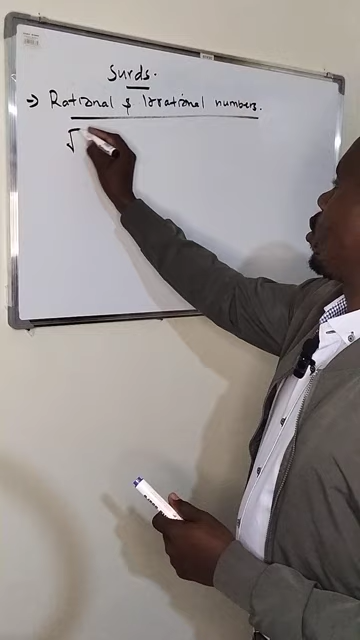 Surds.
→ Rational & Irrational numbers.
√